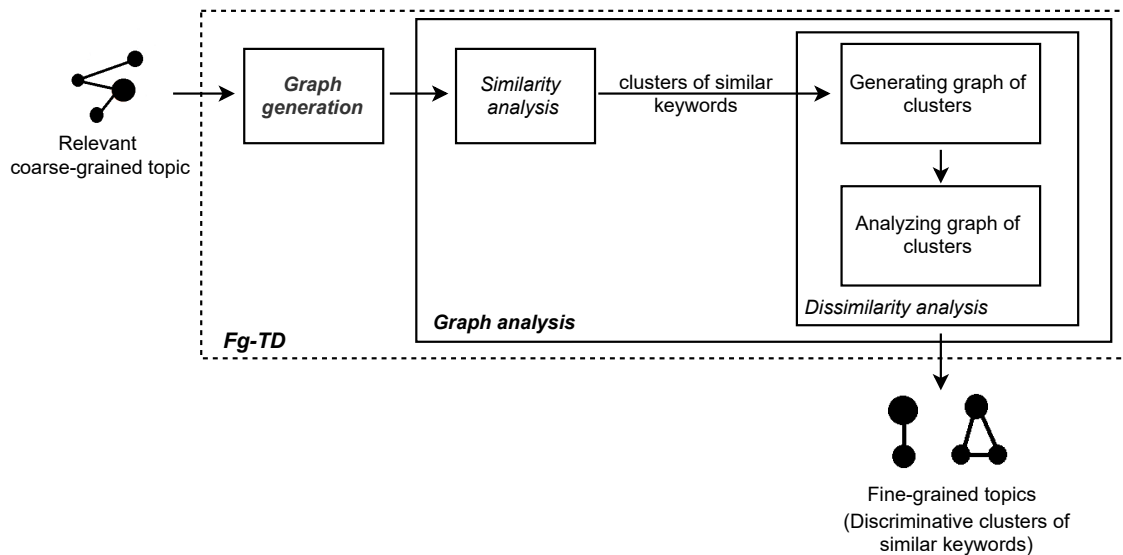 Relevant
coarse-grained topic
Graph
generation
Similarity
analysis
clusters of similar
keywords
Generating graph of
clusters
Analyzing graph of
clusters
Dissimilarity analysis
Graph analysis
Fg-TD
Fine-grained topics
(Discriminative clusters of
similar keywords)